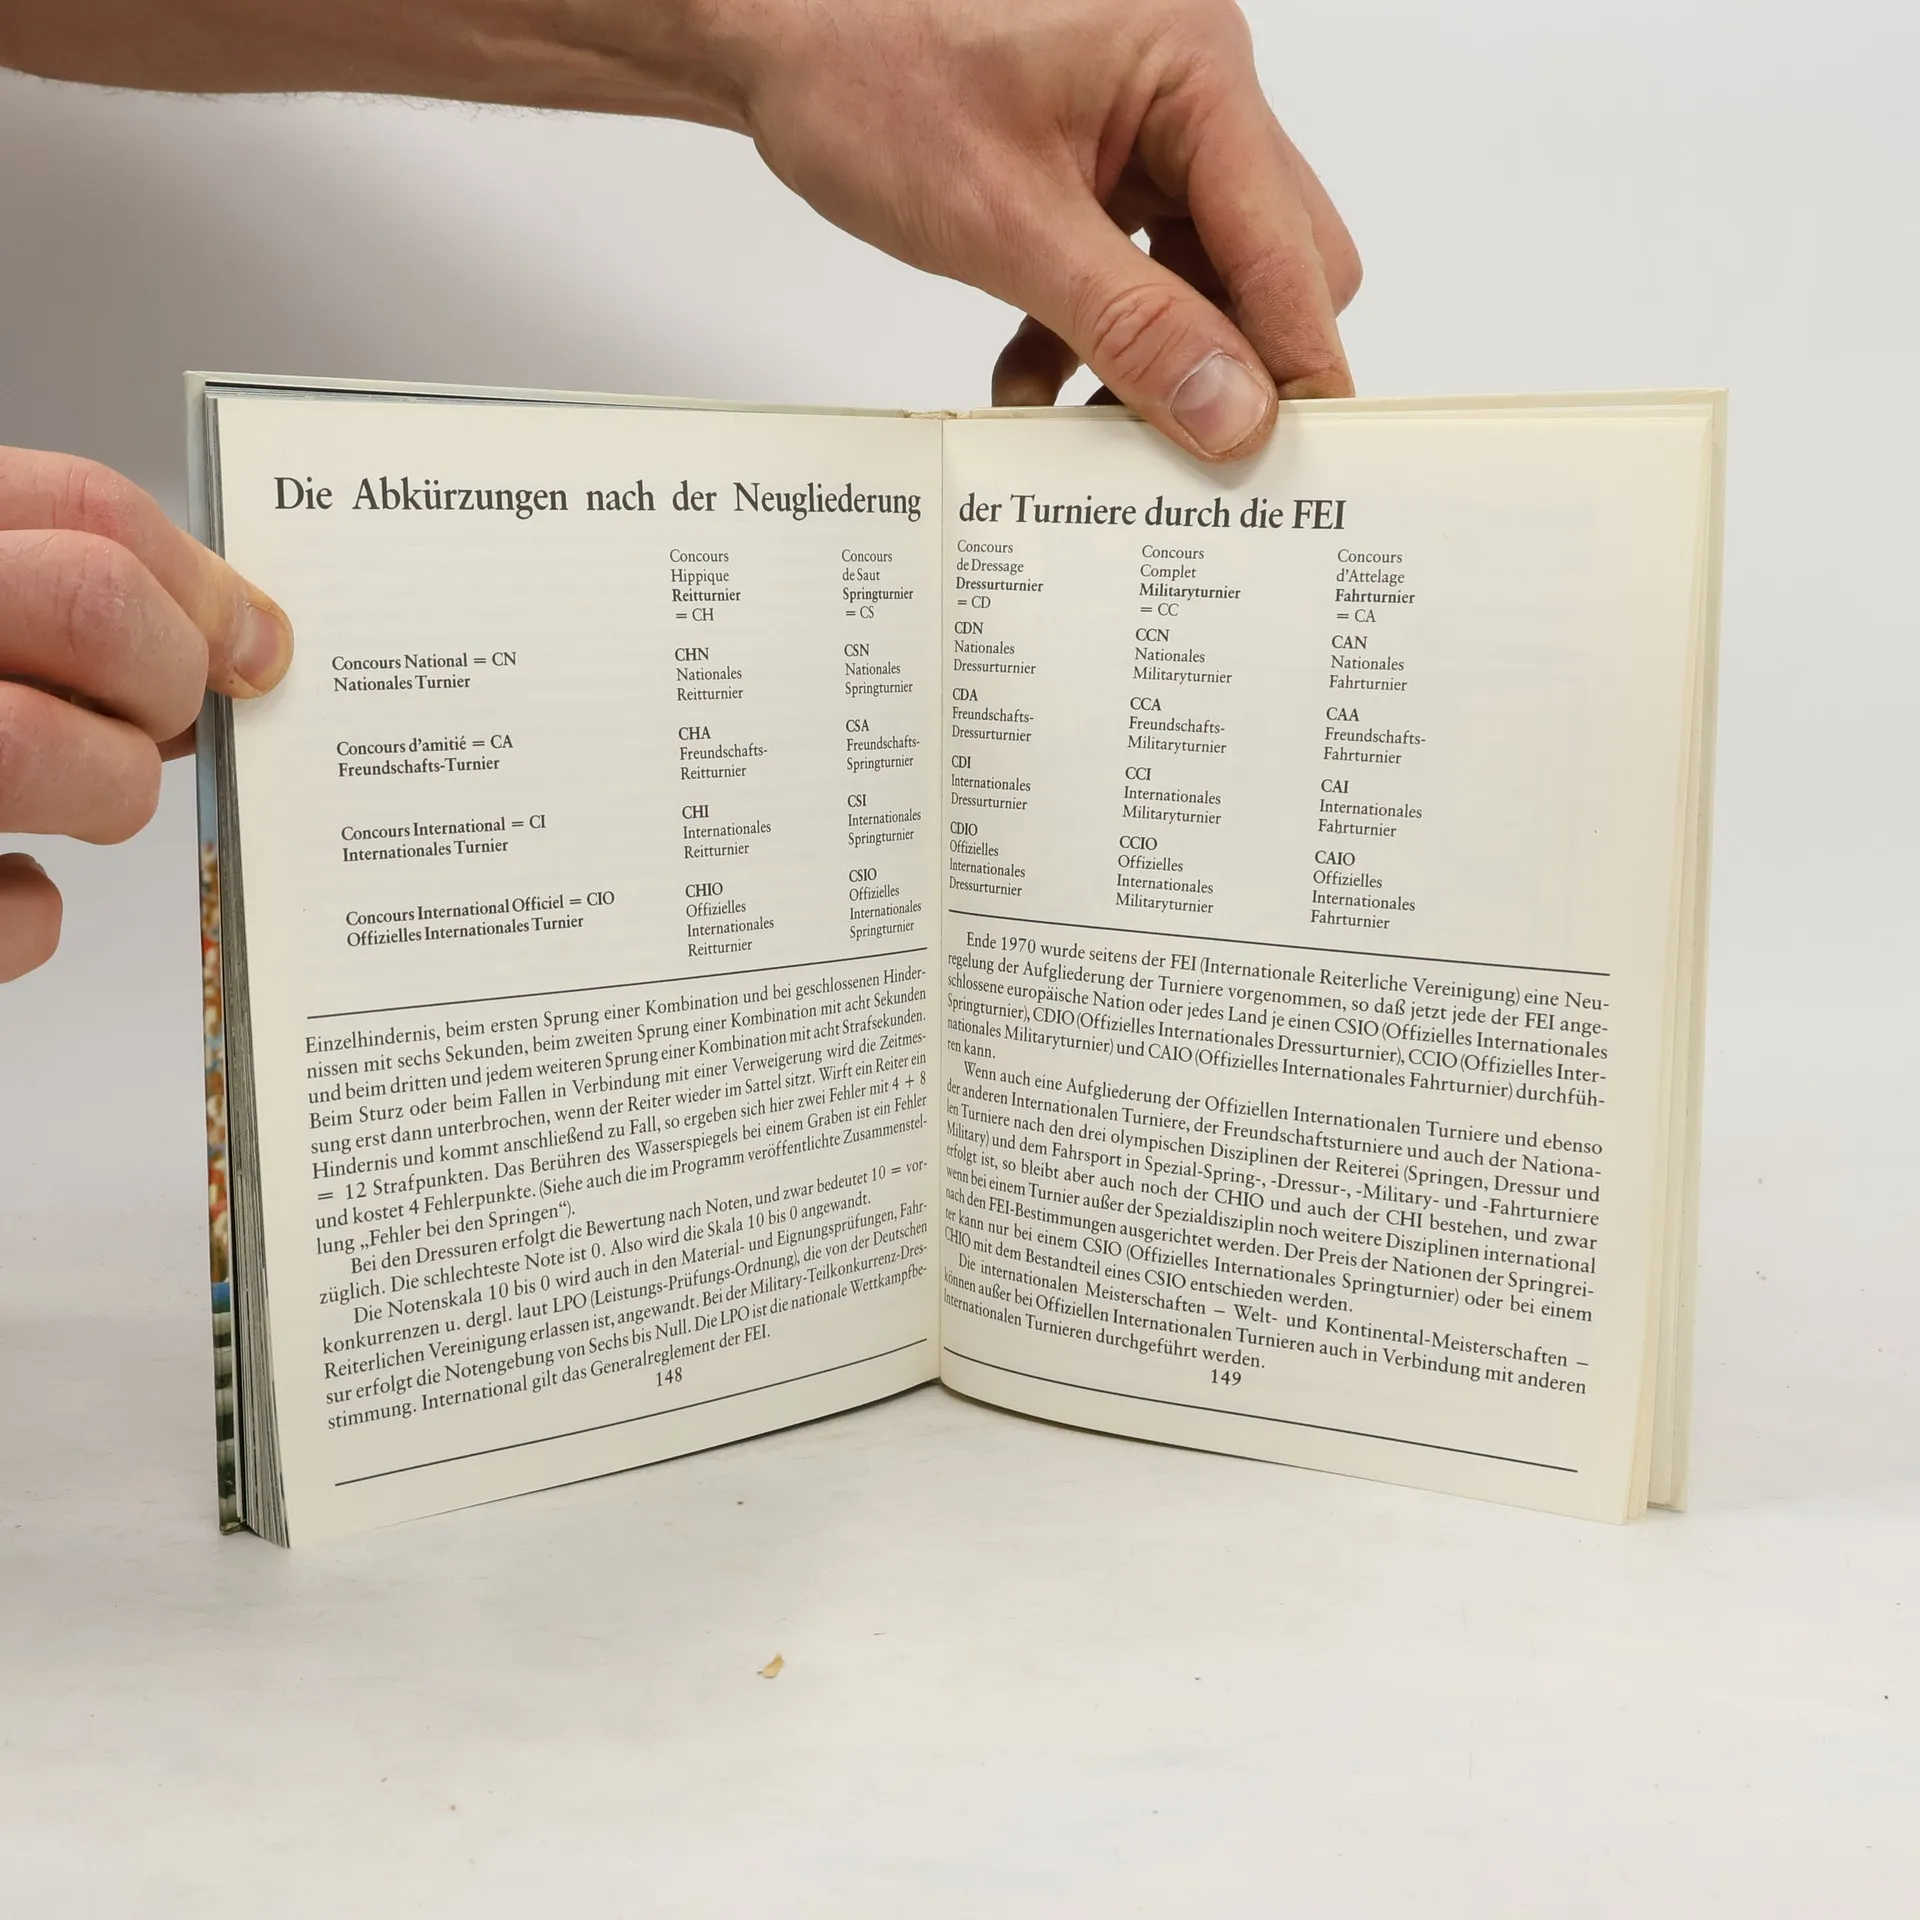 Die Abkürzungen nach der Neugliederung
Concours
Hippique
Reitturnier
= CH
Concours
de Saut
Springturnier
= CS
Concours National = CN
Nationales Turnier
CHN
Nationales
Reitturnier
CSN
Nationales
Springturnier
Concours d'amitié = CA
Freundschafts-Turnier
CHA
Freundschafts-
Reitturnier
CSA
Freundschafts-
Springturnier
Concours International = CI
Internationales Turnier
CHI
Internationales
Reitturnier
CSI
Internationales
Springturnier
Concours International Officiel = CIO
Offizielles Internationales Turnier
CHIO
Offizielles
Internationales
Reitturnier
CSIO
Offizielles
Internationales
Springturnier
Einzelhindernis, beim ersten Sprung einer Kombination und bei geschlossenen Hinder-
nissen mit sechs Sekunden, beim zweiten Sprung einer Kombination mit acht Sekunden
und beim dritten und jedem weiteren Sprung einer Kombination mit acht Strafsekunden.
Beim Sturz oder beim Fallen in Verbindung mit einer Verweigerung wird die Zeitmes-
sung erst dann unterbrochen, wenn der Reiter wieder im Sattel sitzt. Wirft ein Reiter ein
Hindernis und kommt anschließend zu Fall, so ergeben sich hier zwei Fehler mit 4 + 8
= 12 Strafpunkten. Das Berühren des Wasserspiegels bei einem Graben ist ein Fehler
und kostet 4 Fehlerpunkte. (Siehe auch die im Programm veröffentlichte Zusammenstel-
lung „Fehler bei den Springen“).
Bei den Dressuren erfolgt die Bewertung nach Noten, und zwar bedeutet 10 = vor-
züglich. Die schlechteste Note ist 0. Also wird die Skala 10 bis 0 angewandt.
Die Notenskala 10 bis 0 wird auch in den Material- und Eignungsprüfungen, Fahr-
konkurrenzen u. dergl. laut LPO (Leistungs-Prüfungs-Ordnung), die von der Deutschen
Reiterlichen Vereinigung erlassen ist, angewandt. Bei der Military-Teilkonkurrenz-Dres-
sur erfolgt die Notengebung von Sechs bis Null. Die LPO ist die nationale Wettkampfbe-
stimmung. International gilt das Generalreglement der FEI.
148
der Turniere durch die FEI
Concours
de Dressage
Dressurturnier
= CD
Concours
Complet
Militaryturnier
= CC
Concours
d'Attelage
Fahrturnier
= CA
CDN
Nationales
Dressurturnier
CCN
Nationales
Militaryturnier
CAN
Nationales
Fahrturnier
CDA
Freundschafts-
Dressurturnier
CCA
Freundschafts-
Militaryturnier
CAA
Freundschafts-
Fahrturnier
CDI
Internationales
Dressurturnier
CCI
Internationales
Militaryturnier
CAI
Internationales
Fahrturnier
CDIO
Offizielles
Internationales
Dressurturnier
CCIO
Offizielles
Internationales
Militaryturnier
CAIO
Offizielles
Internationales
Fahrturnier
Ende 1970 wurde seitens der FEI (Internationale Reiterliche Vereinigung) eine Neu-
regelung der Aufgliederung der Turniere vorgenommen, so daß jetzt jede der FEI ange-
schlossene europäische Nation oder jedes Land je einen CSIO (Offizielles Internationales
Springturnier), CDIO (Offizielles Internationales Dressurturnier), CCIO (Offizielles Inter-
nationales Militaryturnier) und CAIO (Offizielles Internationales Fahrturnier) durchfüh-
ren kann.
Wenn auch eine Aufgliederung der Offiziellen Internationalen Turniere und ebenso
der anderen Internationalen Turniere, der Freundschaftsturniere und auch der Nationa-
len Turniere nach den drei olympischen Disziplinen der Reiterei (Springen, Dressur und
Military) und dem Fahrsport in Spezial-Spring-, -Dressur-, -Military- und -Fahrturniere
erfolgt ist, so bleibt aber auch noch der CHIO und auch der CHI bestehen, und zwar
wenn bei einem Turnier außer der Spezialdisziplin noch weitere Disziplinen international
nach den FEI-Bestimmungen ausgerichtet werden. Der Preis der Nationen der Springrei-
ter kann nur bei einem CSIO (Offizielles Internationales Springturnier) oder bei einem
CHIO mit dem Bestandteil eines CSIO entschieden werden.
Die internationalen Meisterschaften – Welt- und Kontinental-Meisterschaften –
können außer bei Offiziellen Internationalen Turnieren auch in Verbindung mit anderen
Internationalen Turnieren durchgeführt werden.
149